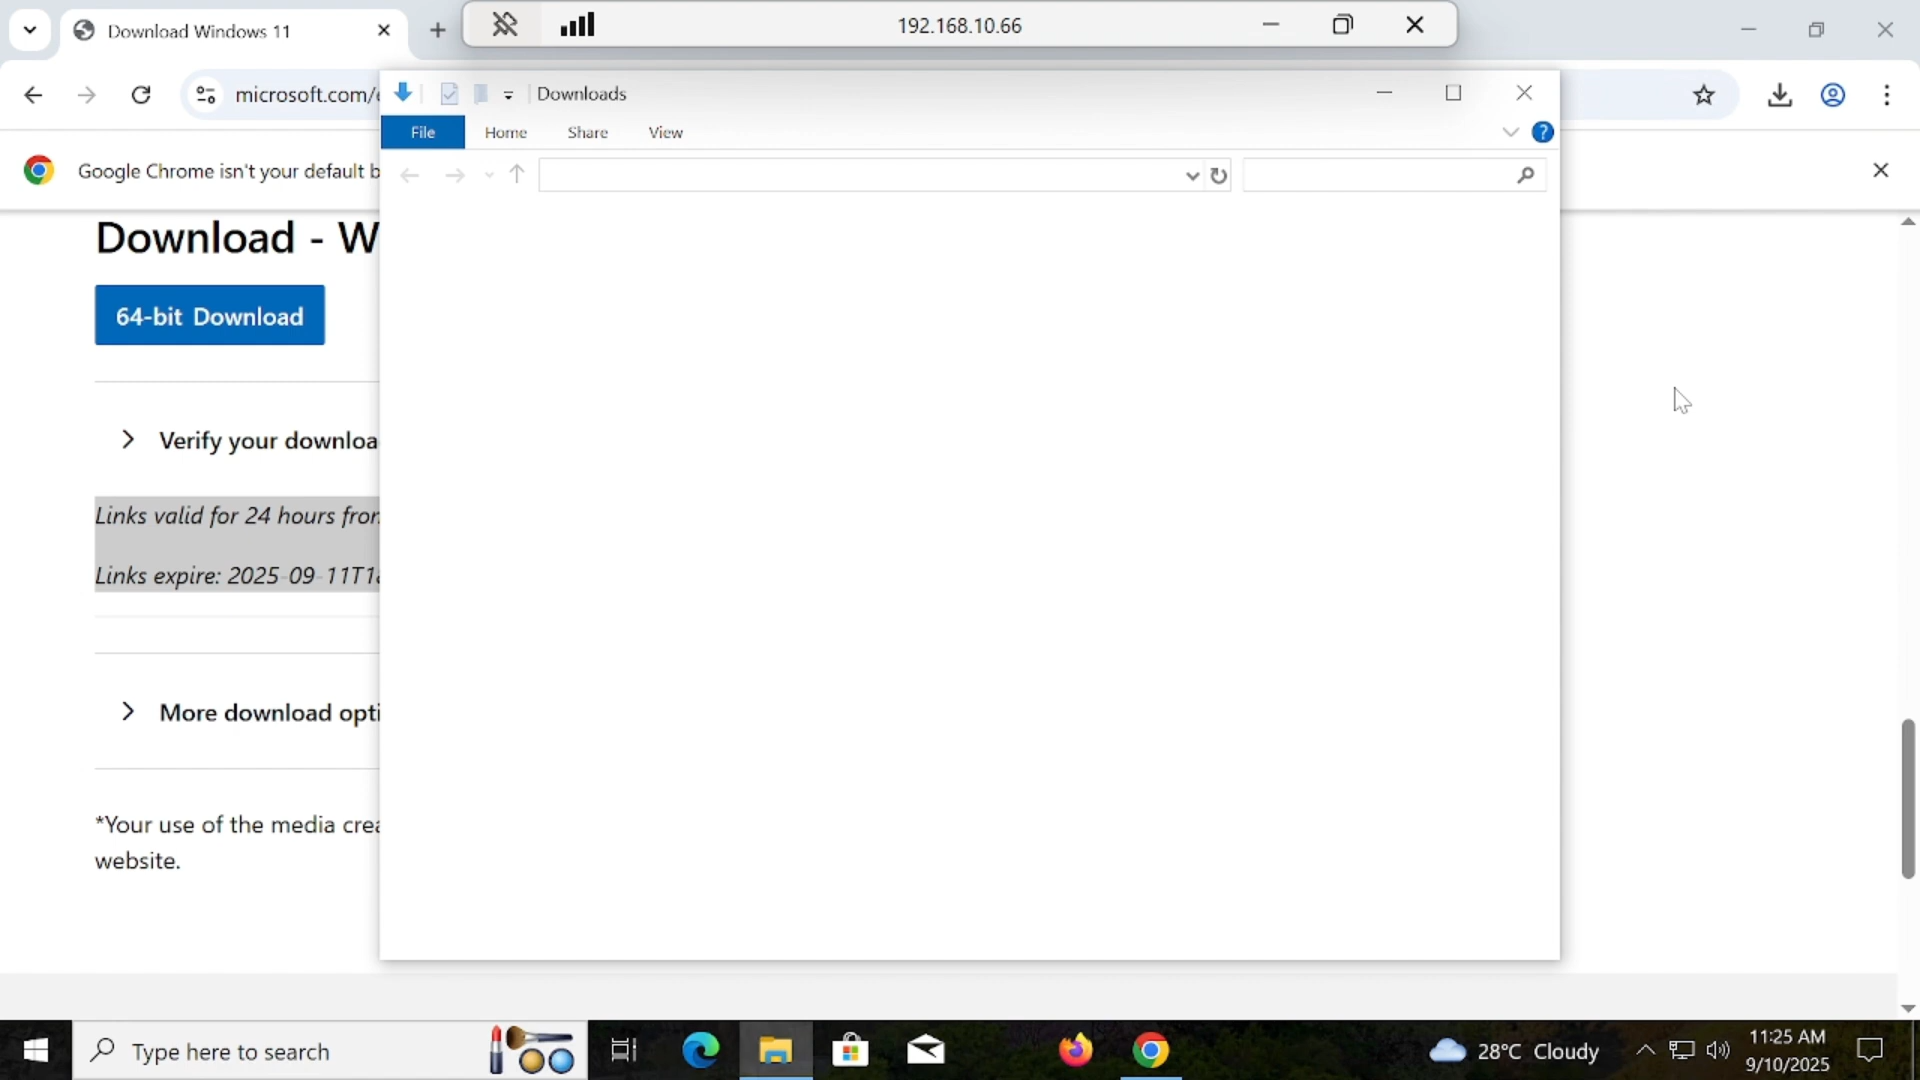 Download Windows 11
192.168.10.66
microsoft.com/
Downloads
File Home Share View
Google Chrome isn't your default b
Download - W
64-bit Download
Verify your downloa
Links valid for 24 hours fro
Links expire: 2025-09-11T1
More download opti
*Your use of the media crea
website.
Type here to search
28°C Cloudy
11:25 AM
9/10/2025